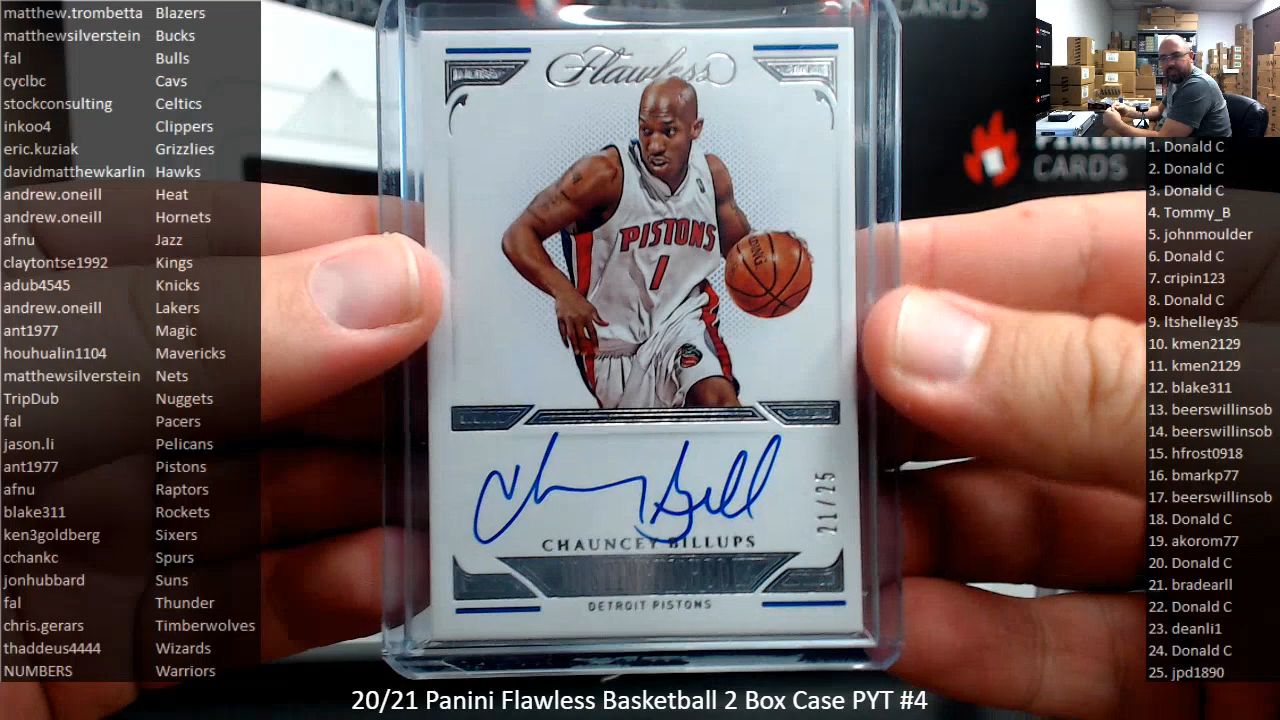 matthew.trombetta Blazers
matthewsilverstein Bucks
fal Bulls
cyclbc Cavs
stockconsulting Celtics
inkoo4 Clippers
eric.kuziak Grizzlies
davidmatthewkarlin Hawks
andrew.oneill Heat
andrew.oneill Hornets
afnu Jazz
claytontse1992 Kings
adub4545 Knicks
andrew.oneill Lakers
ant1977 Magic
houhualin1104 Mavericks
matthewsilverstein Nets
TripDub Nuggets
fal Pacers
jason.li Pelicans
ant1977 Pistons
afnu Raptors
blake311 Rockets
ken3goldberg Sixers
cchankc Spurs
jonhubbard Suns
fal Thunder
chris.gerars Timberwolves
thaddeus4444 Wizards
NUMBERS Warriors
Flawless
PISTONS
1
SPALDING
21/25
CHAUNCEY BILLUPS
DETROIT PISTONS
CARDS
CARDS
1. Donald C
2. Donald C
3. Donald C
4. Tommy_B
5. johnmoulder
6. Donald C
7. cripin123
8. Donald C
9. ltshelley35
10. kmen2129
11. kmen2129
12. blake311
13. beerswillinsob
14. beerswillinsob
15. hfrost0918
16. bmarkp77
17. beerswillinsob
18. Donald C
19. akorom77
20. Donald C
21. bradearll
22. Donald C
23. deanli1
24. Donald C
25. jpd1890
20/21 Panini Flawless Basketball 2 Box Case PYT #4